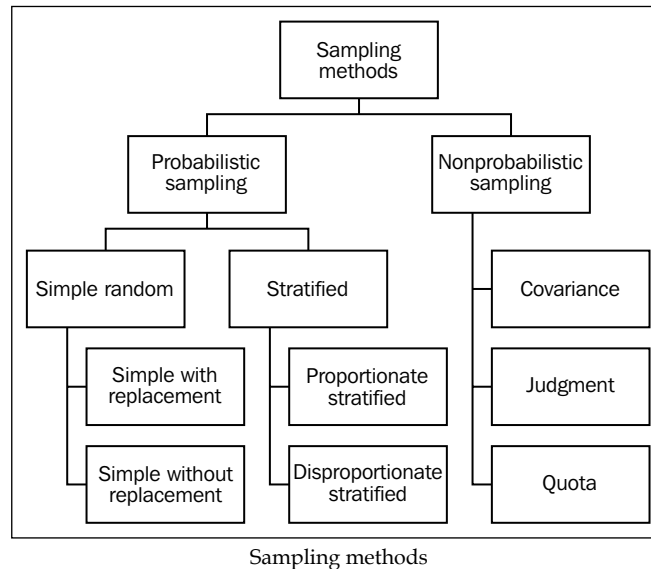 Sampling
methods
Probabilistic
sampling
Nonprobabilistic
sampling
Simple random
Stratified
Covariance
Simple with
replacement
Proportionate
stratified
Judgment
Simple without
replacement
Disproportionate
stratified
Quota
Sampling methods